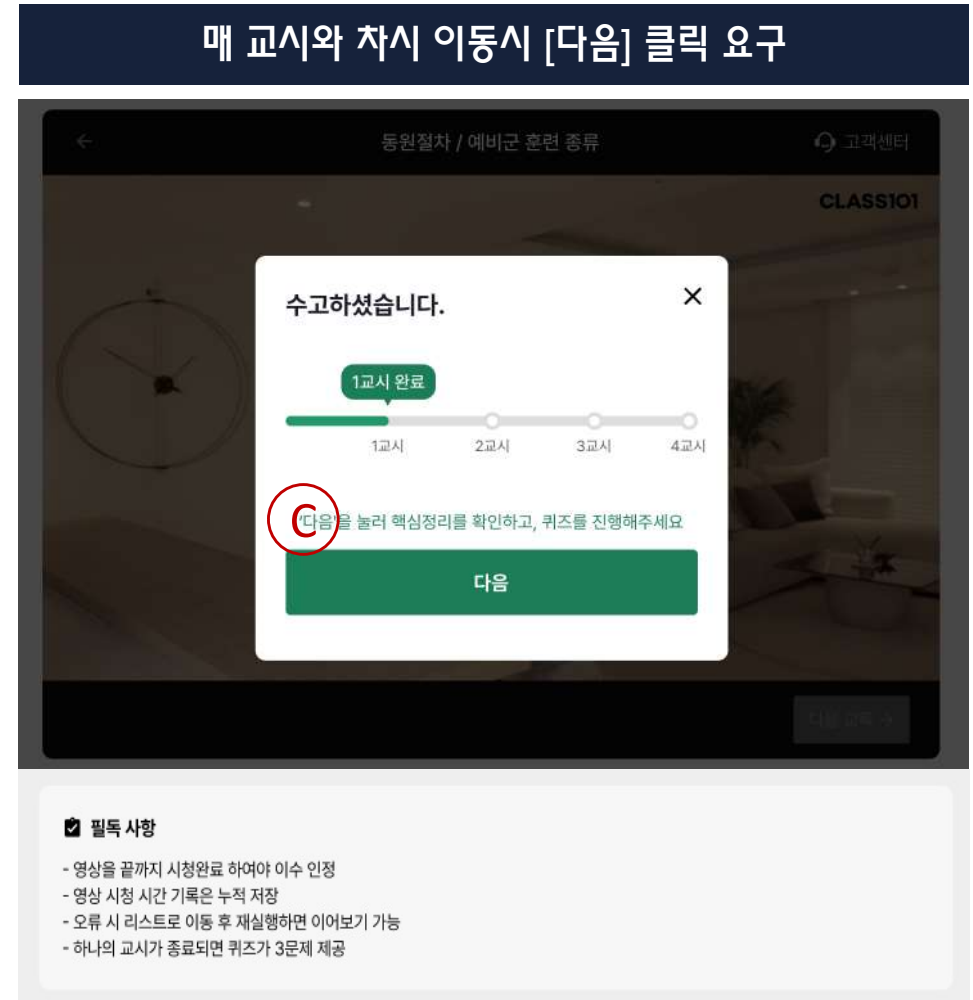 매 교시와 차시 이동시 [다음] 클릭 요구
동원절차 / 예비군 훈련 종류
고객센터
CLASS101
수고하셨습니다.
1교시 완료
1교시 2교시 3교시 4교시
C
'다음'을 눌러 핵심정리를 확인하고, 퀴즈를 진행해주세요
다음
필독 사항
- 영상을 끝까지 시청완료 하여야 이수 인정
- 영상 시청 시간 기록은 누적 저장
- 오류 시 리스트로 이동 후 재실행하면 이어보기 가능
- 하나의 교시가 종료되면 퀴즈가 3문제 제공